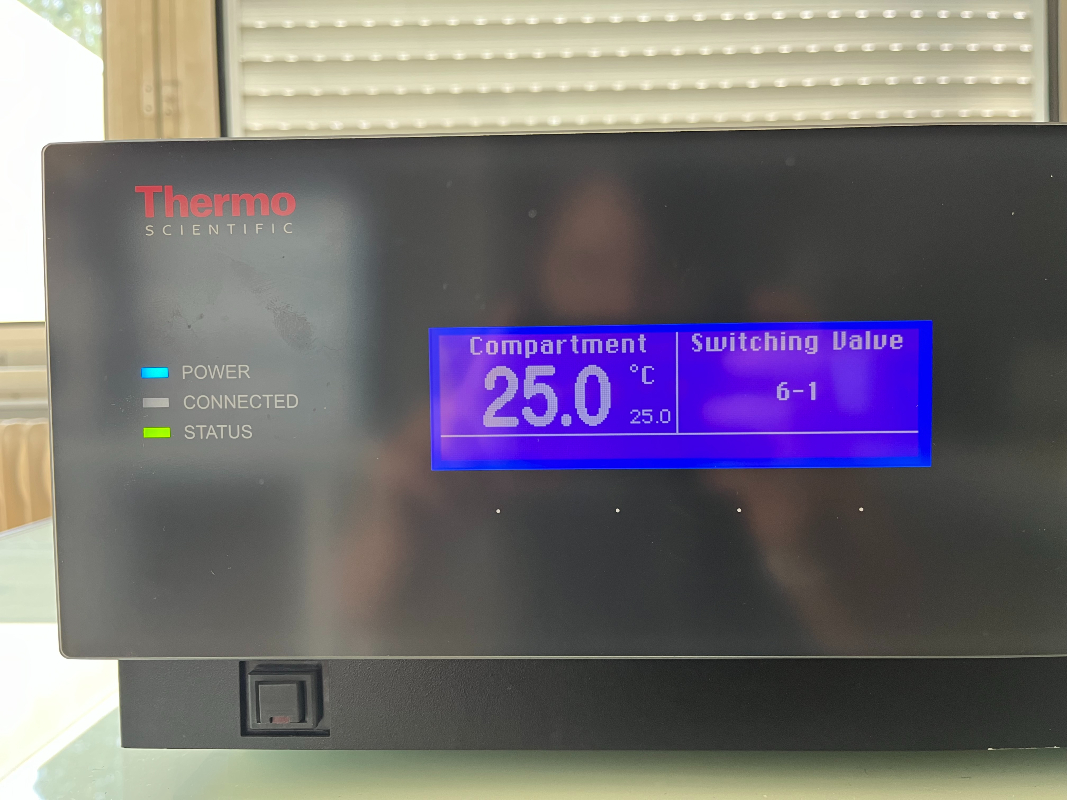 Thermo
SCIENTIFIC
POWER
CONNECTED
STATUS
Compartment
25.0 °C
25.0
Switching Valve
6-1